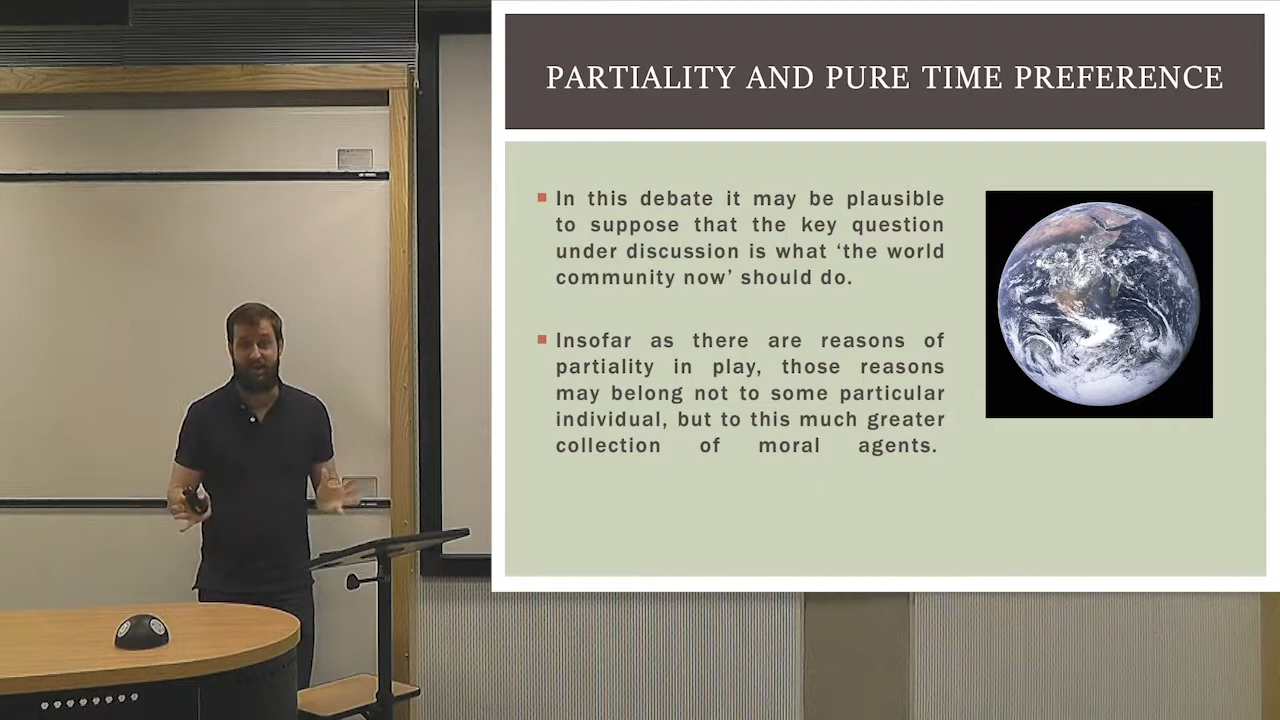 PARTIALITY AND PURE TIME PREFERENCE
In this debate it may be plausible
to suppose that the key question
under discussion is what ‘the world
community now’ should do.
Insofar as there are reasons of
partiality in play, those reasons
may belong not to some particular
individual, but to this much greater
collection of moral agents.